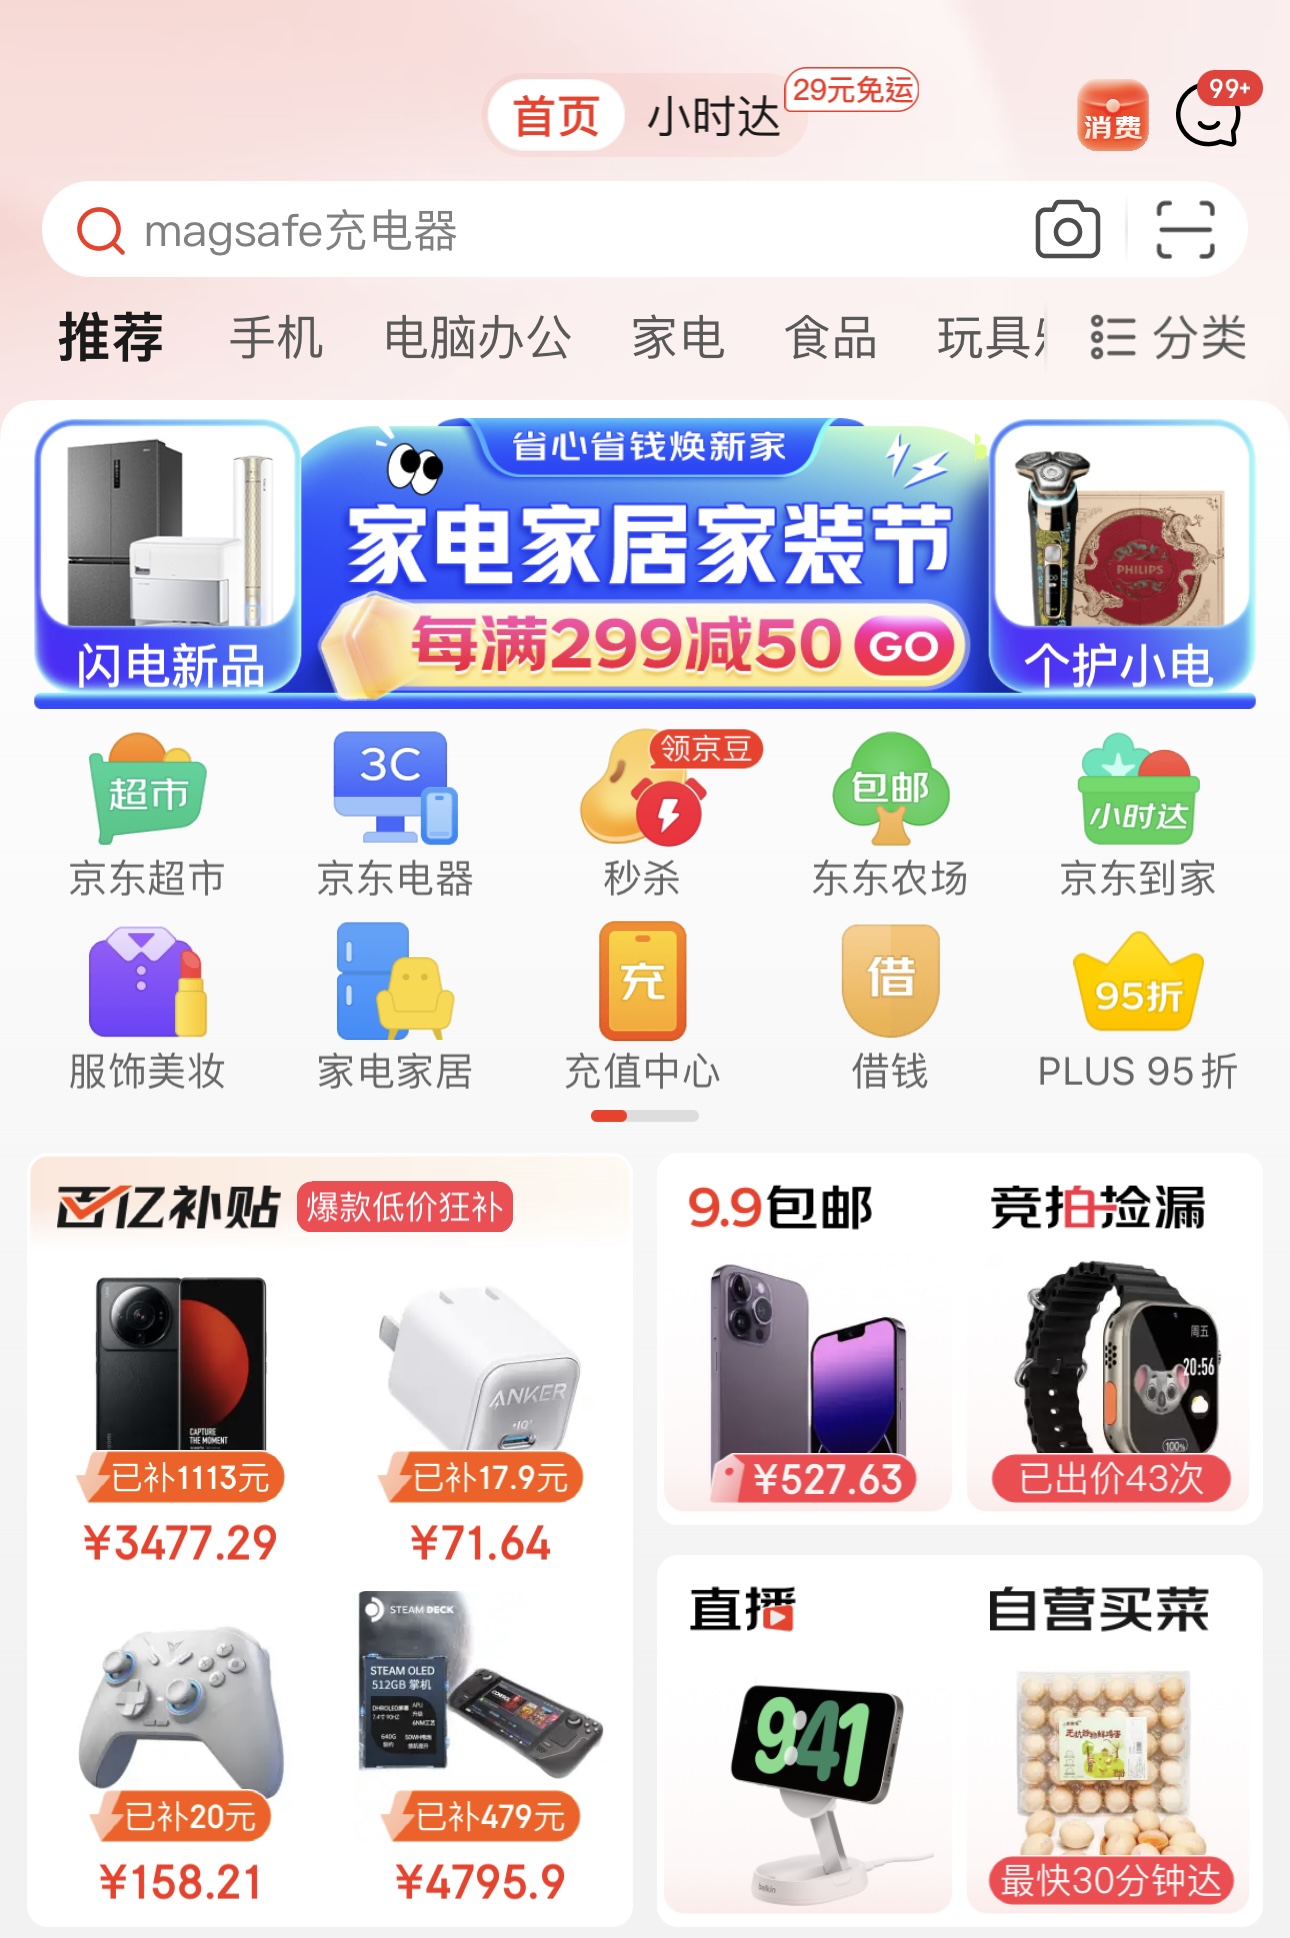 首页
小时达
29元免运
消费
99+
magsafe充电器
推荐
手机
电脑办公
家电
食品
玩具
分类
省心省钱焕新家
家电家居家装节
每满299减50
GO
闪电新品
PHILIPS
个护小电
超市
3C
领京豆
包邮
小时达
京东超市
京东电器
秒杀
东东农场
京东到家
充
借
95折
服饰美妆
家电家居
充值中心
借钱
PLUS 95折
百亿补贴
爆款低价狂补
CAPTURE
THE MOMENT
已补1113元
¥3477.29
ANKER
已补17.9元
¥71.64
已补20元
¥158.21
STEAM DECK
STEAM OLED
512GB 掌机
640G
已补479元
¥4795.9
9.9包邮
¥527.63
竞拍捡漏
周五
20:56
100%
已出价43次
直播
9:41
belkin
自营买菜
最快30分钟达